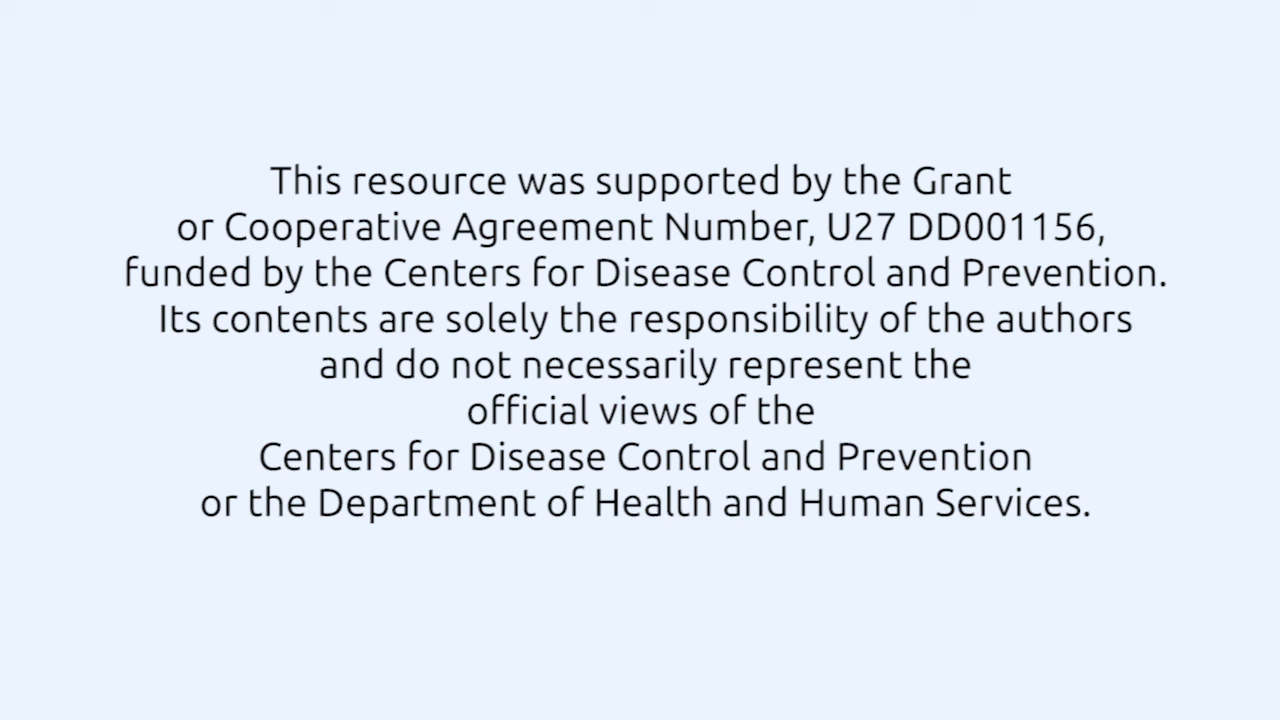 This resource was supported by the Grant
or Cooperative Agreement Number, U27 DD001156,
funded by the Centers for Disease Control and Prevention.
Its contents are solely the responsibility of the authors
and do not necessarily represent the
official views of the
Centers for Disease Control and Prevention
or the Department of Health and Human Services.